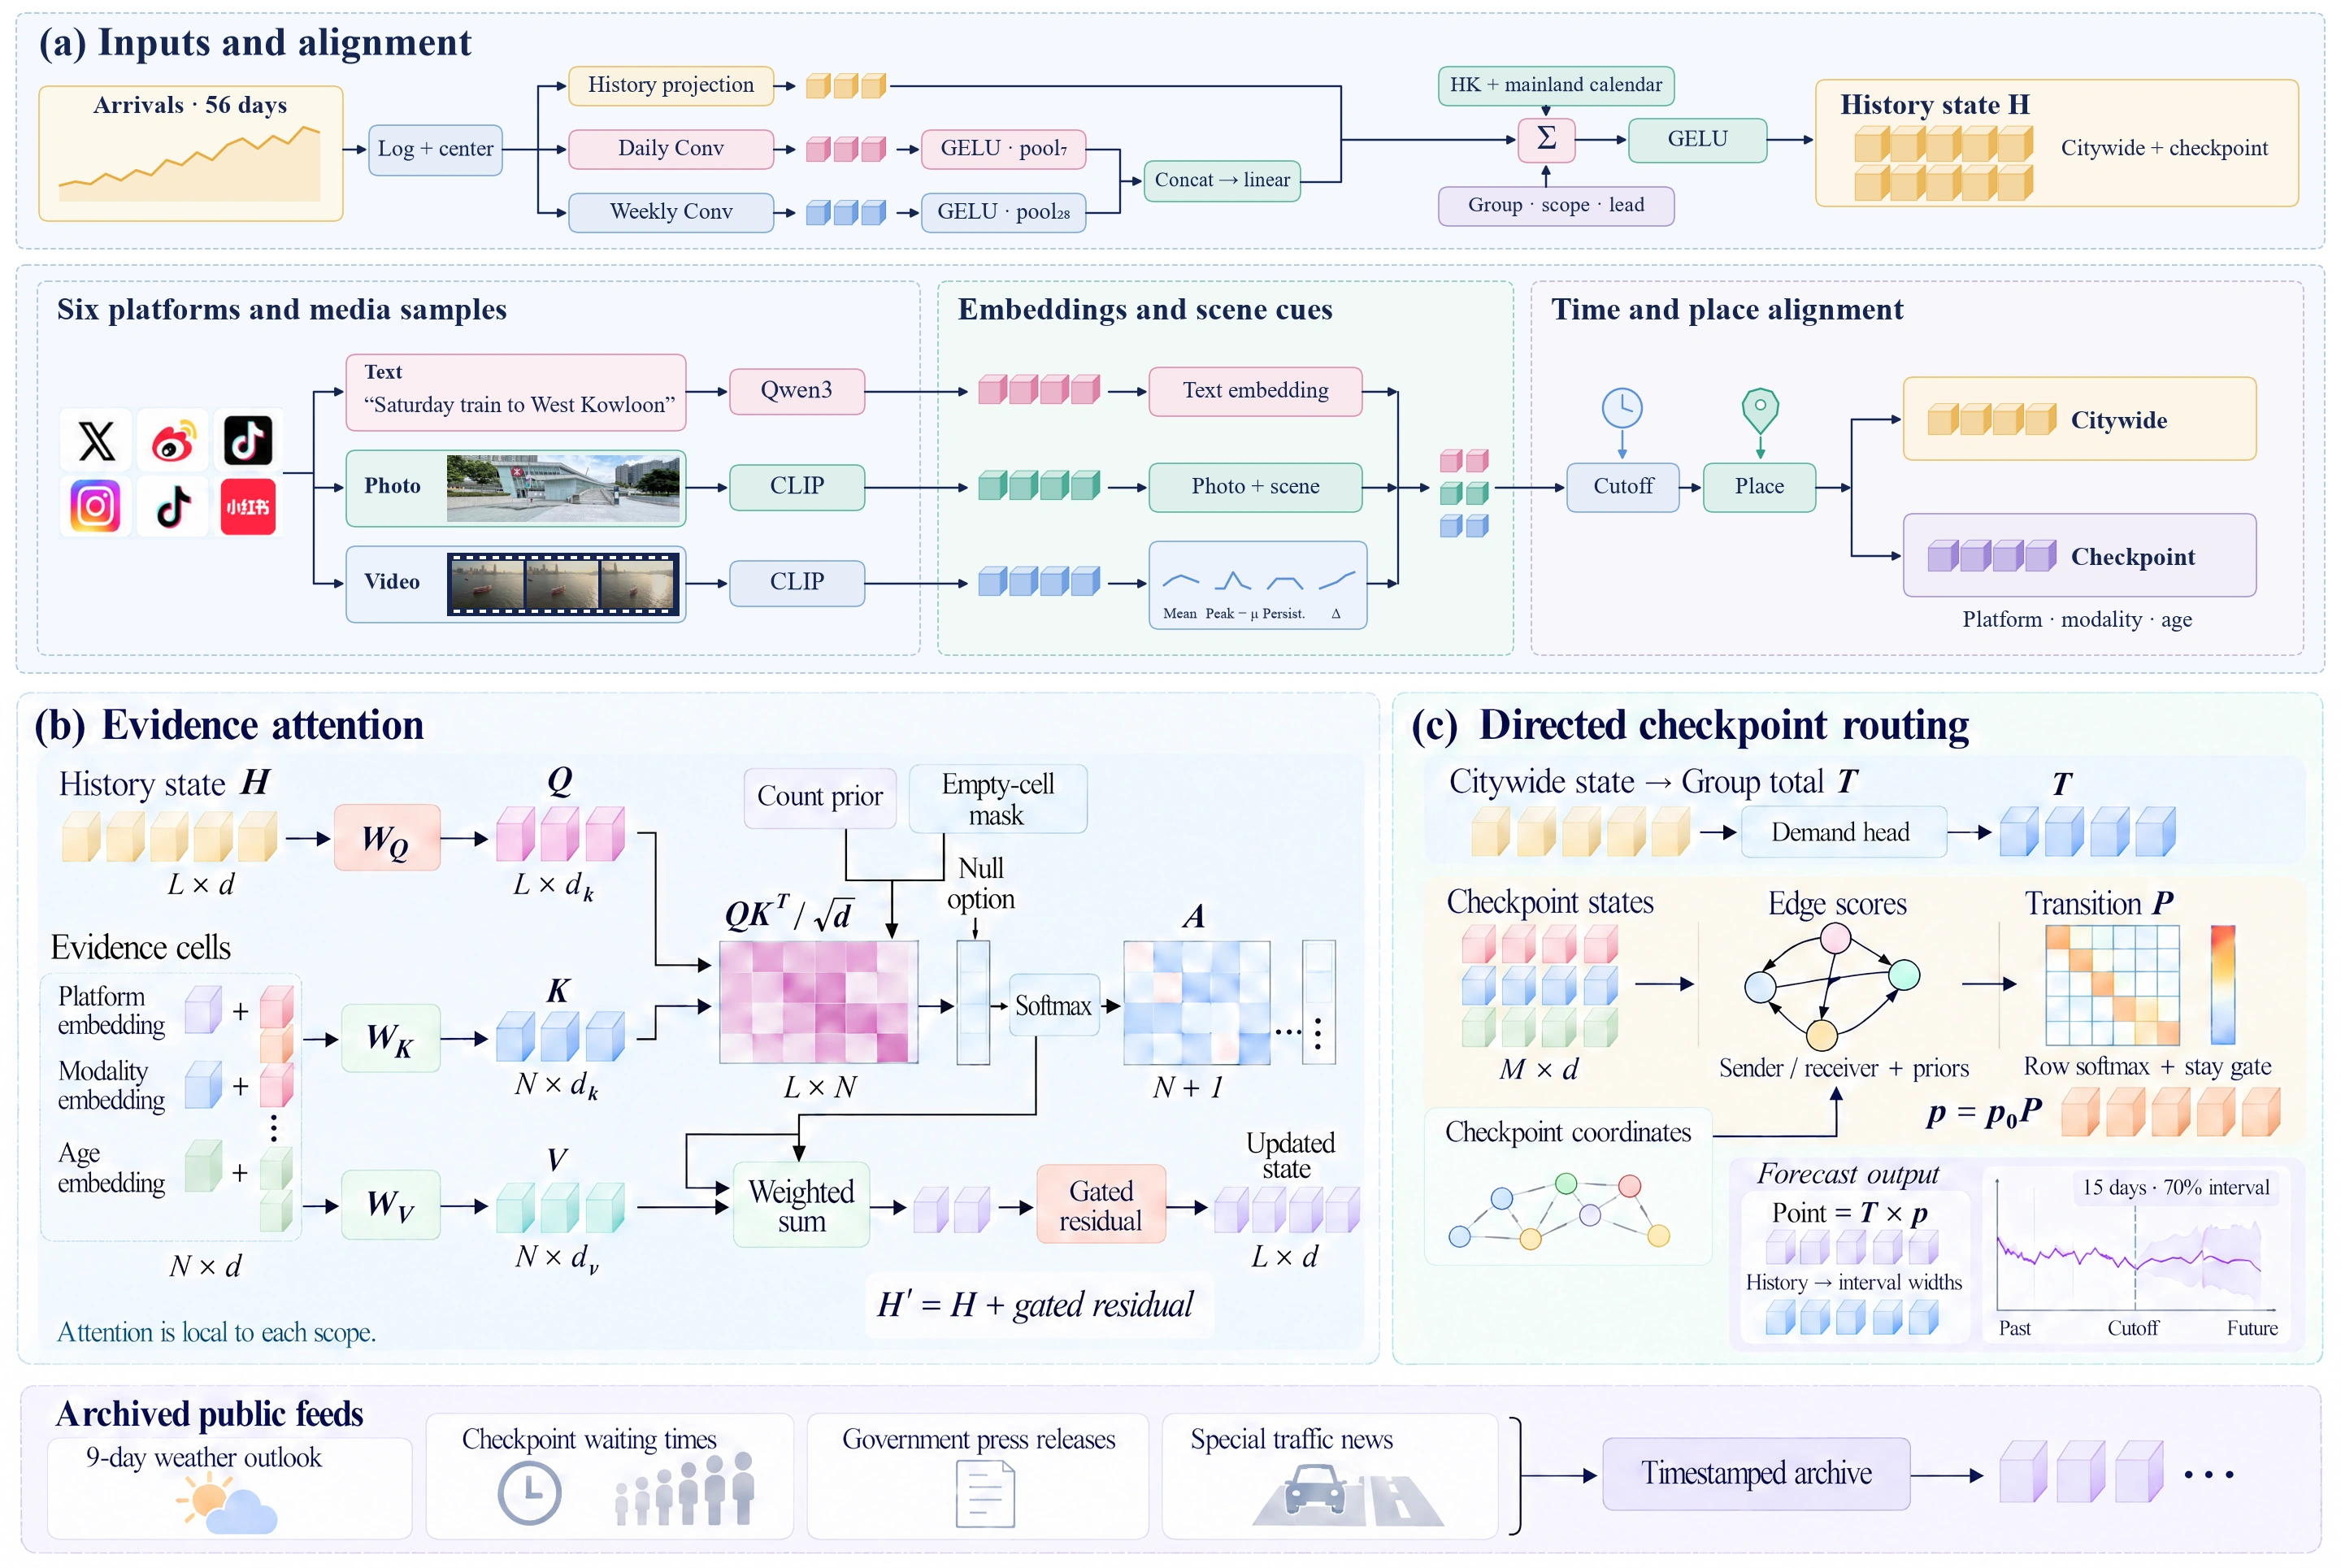 (a) Inputs and alignment
Arrivals · 56 days
Log + center
History projection
Daily Conv
Weekly Conv
GELU · pool₇
GELU · pool₂₈
Concat → linear
HK + mainland calendar
Σ
Group · scope · lead
GELU
History state H
Citywide + checkpoint
Six platforms and media samples
小红书
Text
“Saturday train to West Kowloon”
Photo
Video
Qwen3
CLIP
CLIP
Embeddings and scene cues
Text embedding
Photo + scene
Mean Peak − μ Persist. Δ
Time and place alignment
Cutoff
Place
Citywide
Checkpoint
Platform · modality · age
(b) Evidence attention
History state H
L × d
W_Q
Q
L × d_k
Count prior
Empty-cell
mask
Null
option
QK^T / √d
L × N
Softmax
A
N + 1
Evidence cells
Platform
embedding
+
Modality
embedding
+
Age
embedding
+
N × d
W_K
K
N × d_k
W_V
V
N × d_v
Weighted
sum
Gated
residual
Updated
state
L × d
H′ = H + gated residual
Attention is local to each scope.
(c) Directed checkpoint routing
Citywide state → Group total T
Demand head
T
Checkpoint states
M × d
Edge scores
Sender / receiver + priors
Transition P
Row softmax + stay gate
p = p₀P
Checkpoint coordinates
Forecast output
Point = T × p
History → interval widths
15 days · 70% interval
Past
Cutoff
Future
Archived public feeds
9-day weather outlook
Checkpoint waiting times
Government press releases
Special traffic news
Timestamped archive